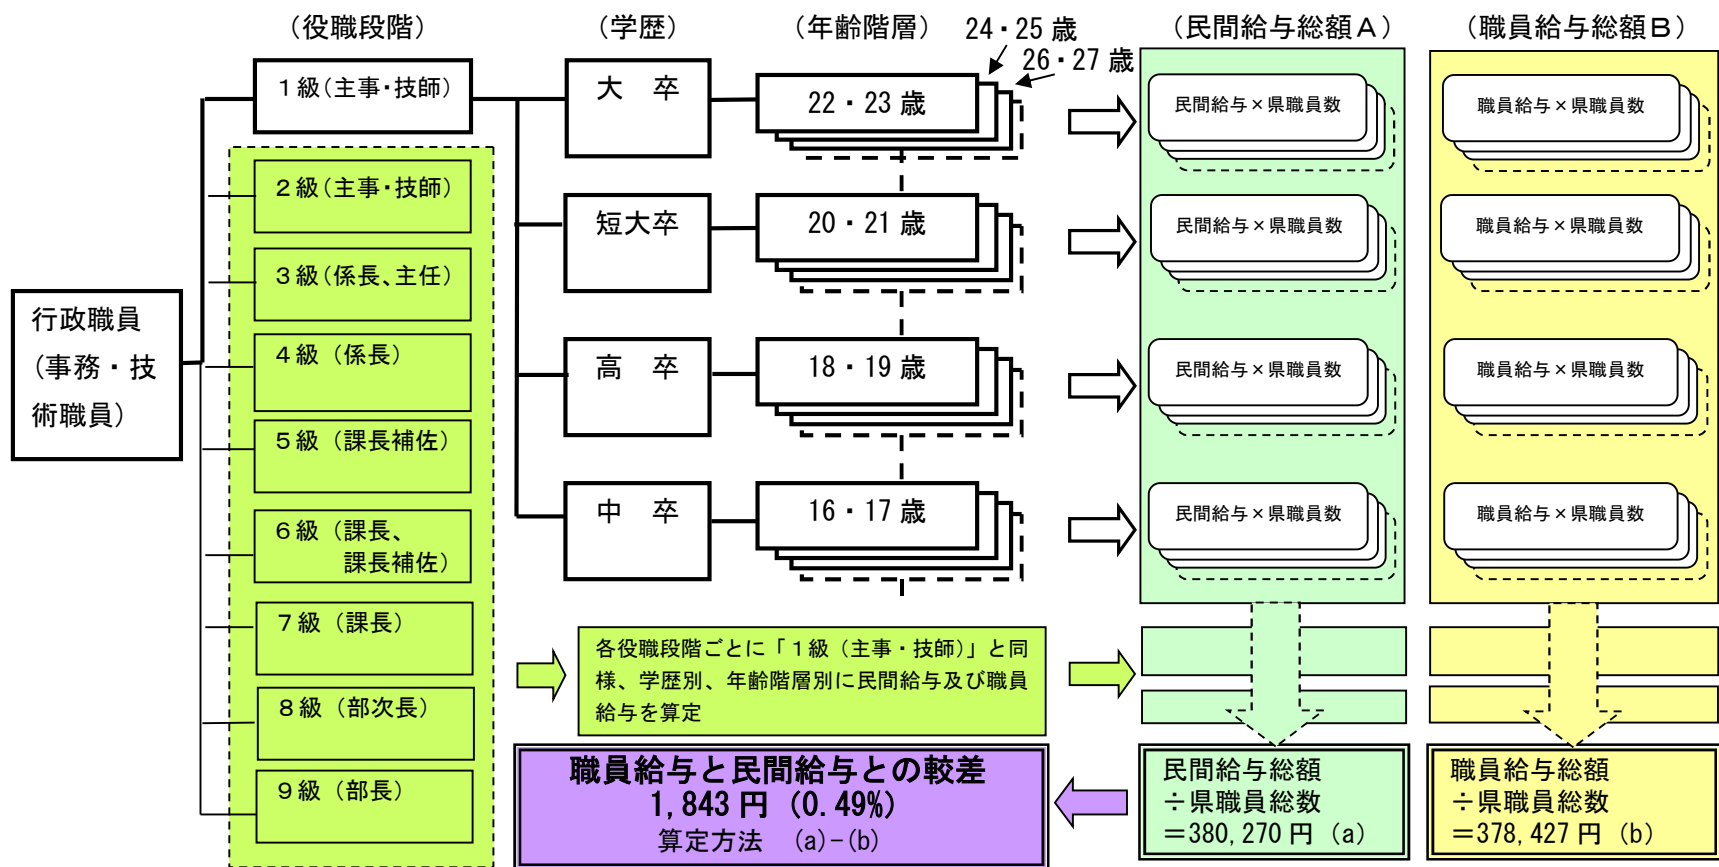 （役職段階）
（学歴）
（年齢階層）
24・25 歳
26・27 歳
（民間給与総額Ａ）
（職員給与総額Ｂ）
行政職員
（事務・技
術職員）
１級（主事・技師）
２級（主事・技師）
３級（係長、主任）
４級（係長）
５級（課長補佐）
６級（課長、
課長補佐）
７級（課長）
８級（部次長）
９級（部長）
大　卒
22・23 歳
民間給与×県職員数
職員給与×県職員数
短大卒
20・21 歳
民間給与×県職員数
職員給与×県職員数
高　卒
18・19 歳
民間給与×県職員数
職員給与×県職員数
中　卒
16・17 歳
民間給与×県職員数
職員給与×県職員数
各役職段階ごとに「１級（主事・技師）」と同
様、学歴別、年齢階層別に民間給与及び職員
給与を算定
職員給与と民間給与との較差
1,843 円（0.49%）
算定方法　(a)-(b)
民間給与総額
÷県職員総数
＝380,270 円（a）
職員給与総額
÷県職員総数
＝378,427 円（b）